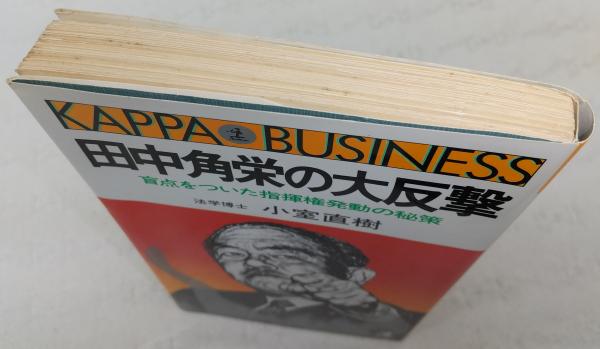 KAPPA BUSINESS
田中角栄の大反撃
盲点をついた指揮権発動の秘策
法学博士 小室直樹